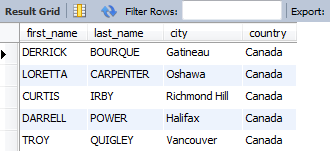 Result Grid Filter Rows: Export:
first_name last_name city country
DERRICK BOURQUE Gatineau Canada
LORETTA CARPENTER Oshawa Canada
CURTIS IRBY Richmond Hill Canada
DARRELL POWER Halifax Canada
TROY QUIGLEY Vancouver Canada